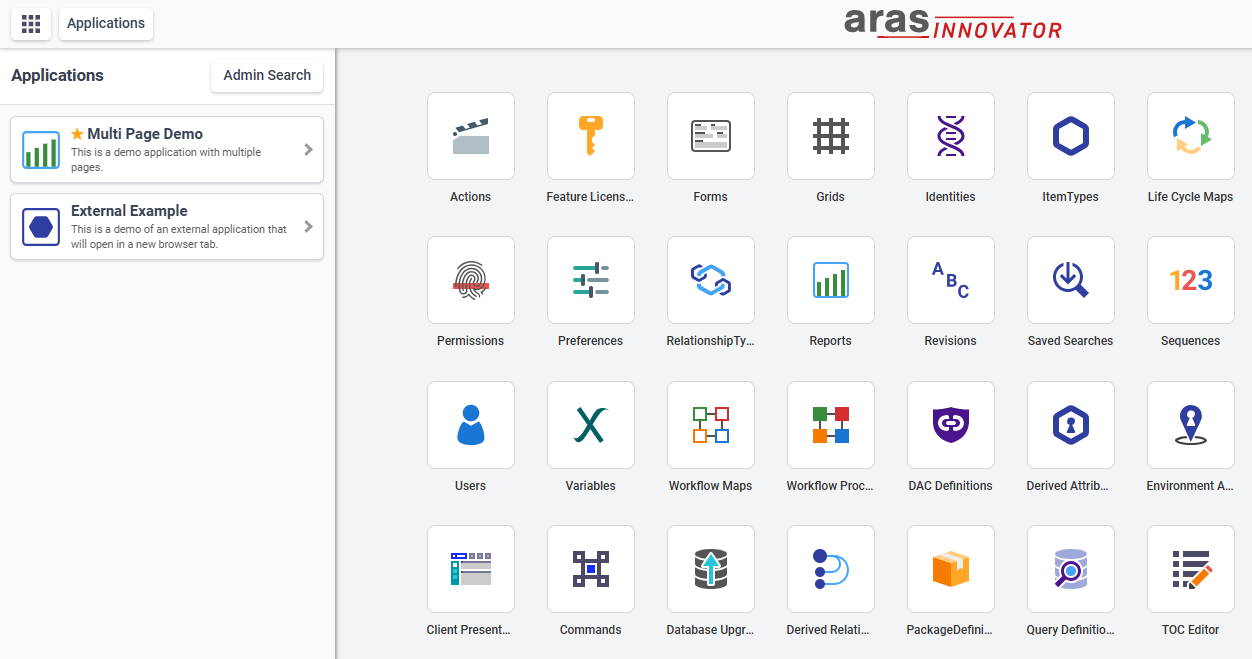 Applications
aras INNOVATOR
Applications
Admin Search
Multi Page Demo
This is a demo application with multiple
pages.
External Example
This is a demo of an external application that
will open in a new browser tab.
Actions
Feature Licens...
Forms
Grids
Identities
ItemTypes
Life Cycle Maps
Permissions
Preferences
RelationshipTy...
Reports
A B C
Revisions
Saved Searches
123
Sequences
Users
X
Variables
Workflow Maps
Workflow Proc...
DAC Definitions
Derived Attrib...
Environment A...
Client Present...
Commands
Database Upgr...
Derived Relati...
PackageDefini...
Query Definitio...
TOC Editor